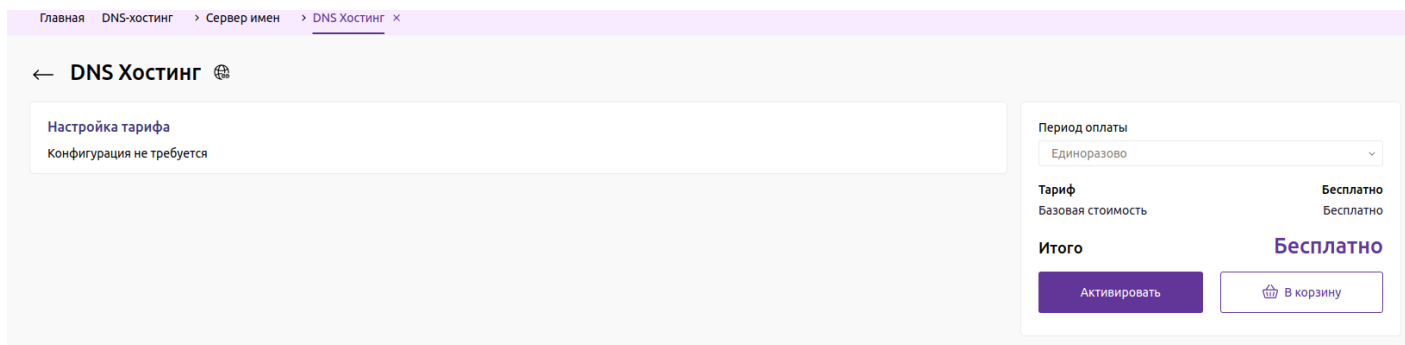 Главная DNS-хостинг > Сервер имен > DNS Хостинг ×
← DNS Хостинг
Настройка тарифа
Конфигурация не требуется
Период оплаты
Единоразово
Тариф Бесплатно
Базовая стоимость Бесплатно
Итого Бесплатно
Активировать В корзину